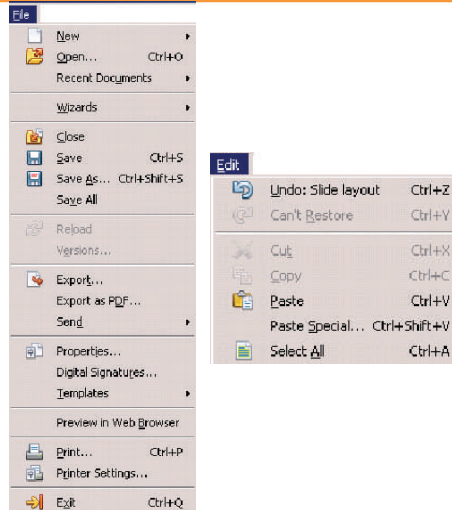 File
New
Open... Ctrl+O
Recent Documents
Wizards
Close
Save Ctrl+S
Save As... Ctrl+Shift+S
Save All
Reload
Versions...
Export...
Export as PDF...
Send
Properties...
Digital Signatures...
Templates
Preview in Web Browser
Print... Ctrl+P
Printer Settings...
Exit Ctrl+Q
Edit
Undo: Slide layout Ctrl+Z
Can't Restore Ctrl+Y
Cut Ctrl+X
Copy Ctrl+C
Paste Ctrl+V
Paste Special... Ctrl+Shift+V
Select All Ctrl+A